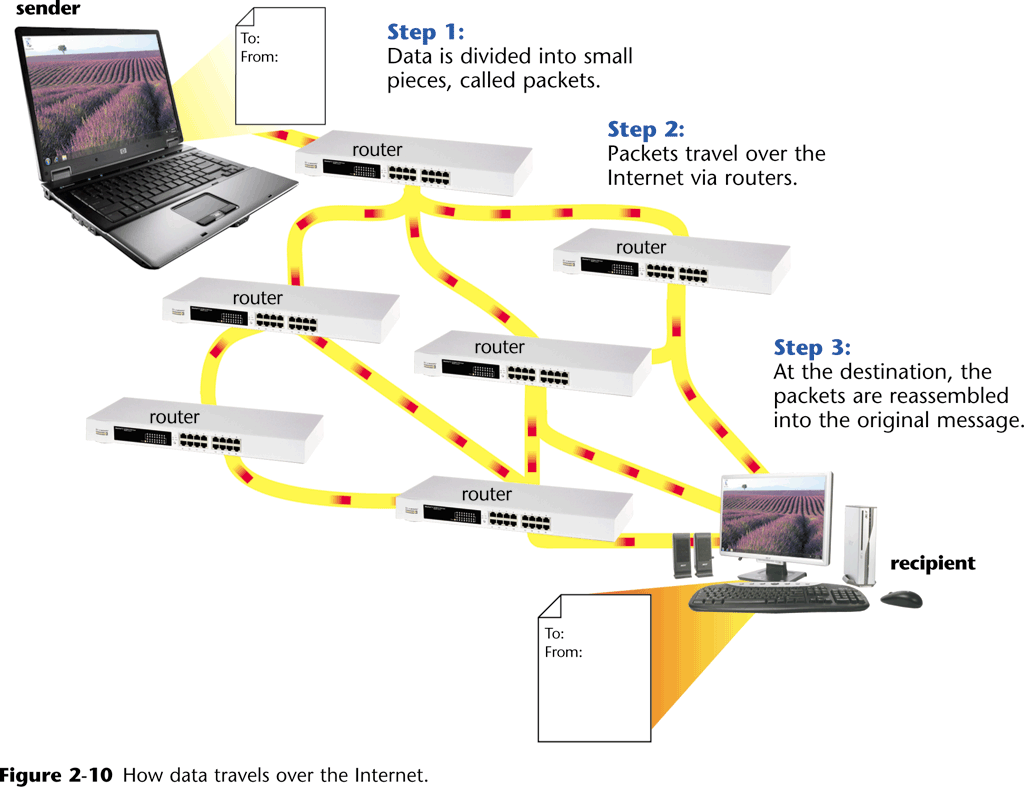 sender
To:
From:
Step 1:
Data is divided into small
pieces, called packets.
router
Step 2:
Packets travel over the
Internet via routers.
router
router
router
Step 3:
At the destination, the
packets are reassembled
into the original message.
router
router
recipient
To:
From:
Figure 2-10 How data travels over the Internet.